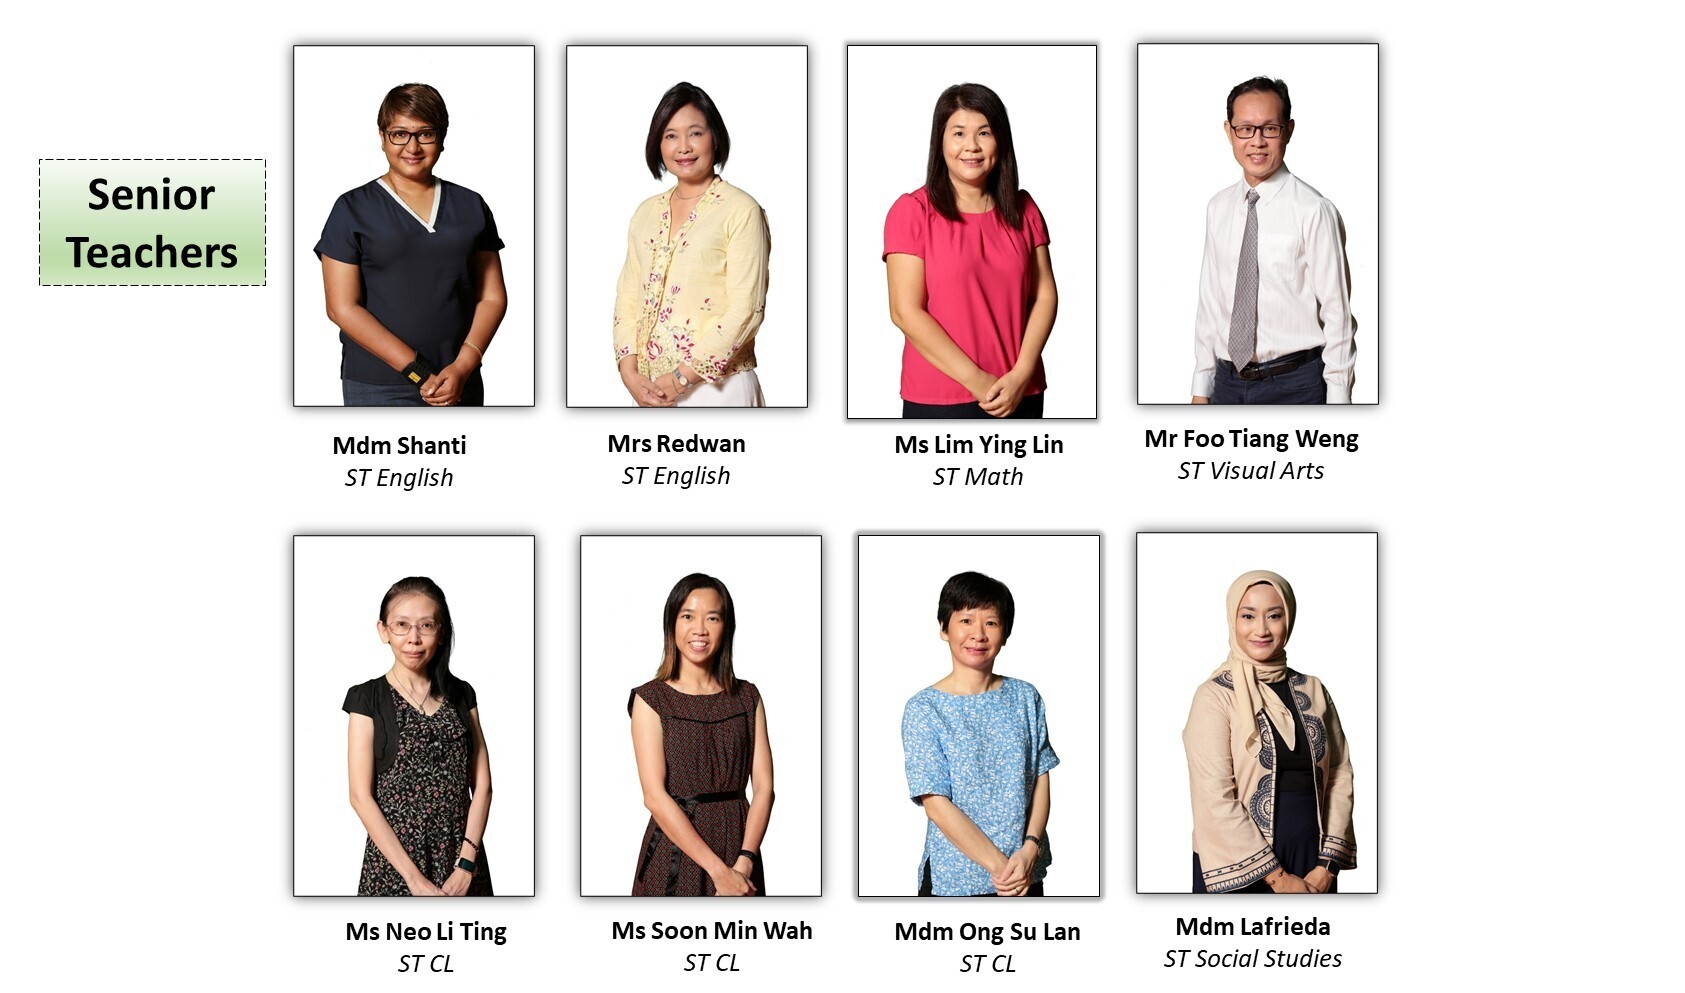 Senior
Teachers
Mdm Shanti
ST English
Mrs Redwan
ST English
Ms Lim Ying Lin
ST Math
Mr Foo Tiang Weng
ST Visual Arts
Ms Neo Li Ting
ST CL
Ms Soon Min Wah
ST CL
Mdm Ong Su Lan
ST CL
Mdm Lafrieda
ST Social Studies